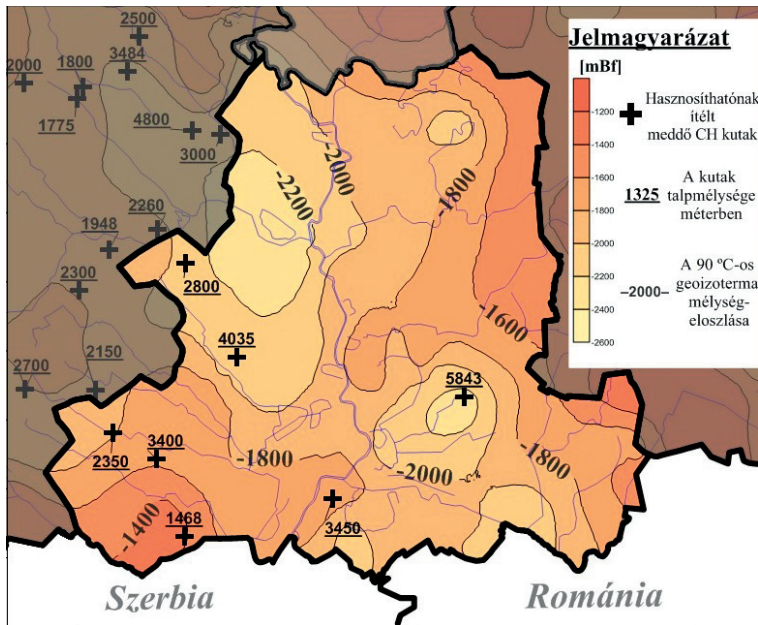 2500
3484
2000
1800
1775
4800
3000
2260
1948
2300
2800
2700
2150
4035
5843
2350
3400
1468
3450
-2000
-2200
-1800
-1600
-1800
-2000
-1800
-1400
Szerbia
Románia
Jelmagyarázat
[mBf]
-1200
-1400
-1600
-1800
-2000
-2200
-2400
-2600
Hasznosíthatónak
ítélt
meddő CH kutak
1325
A kutak
talpmélysége
méterben
-2000-
A 90 ºC-os
geoizoterma
mélység-
eloszlása